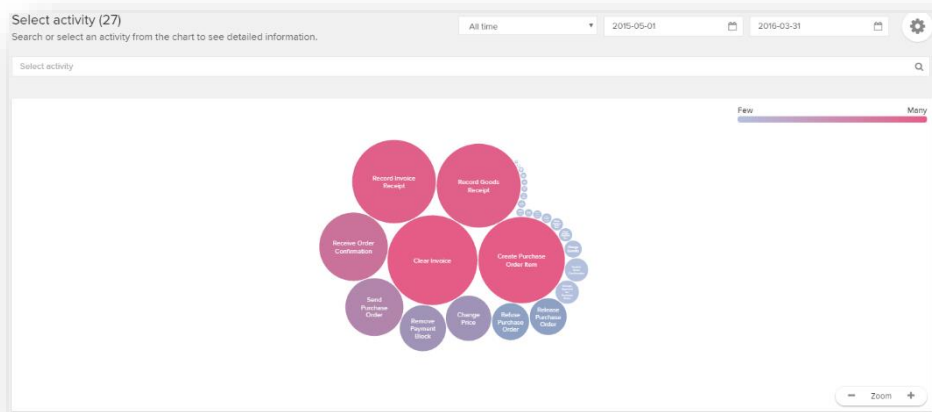 Select activity (27)
Search or select an activity from the chart to see detailed information.
All time
2015-05-01
2016-03-31
Select activity
Few
Many
Record Invoice
Receipt
Record Goods
Receipt
Receive Order
Confirmation
Clear Invoice
Create Purchase
Order Item
Send
Purchase
Order
Remove
Payment
Block
Change
Price
Refuse
Purchase
Order
Release
Purchase
Order
Zoom